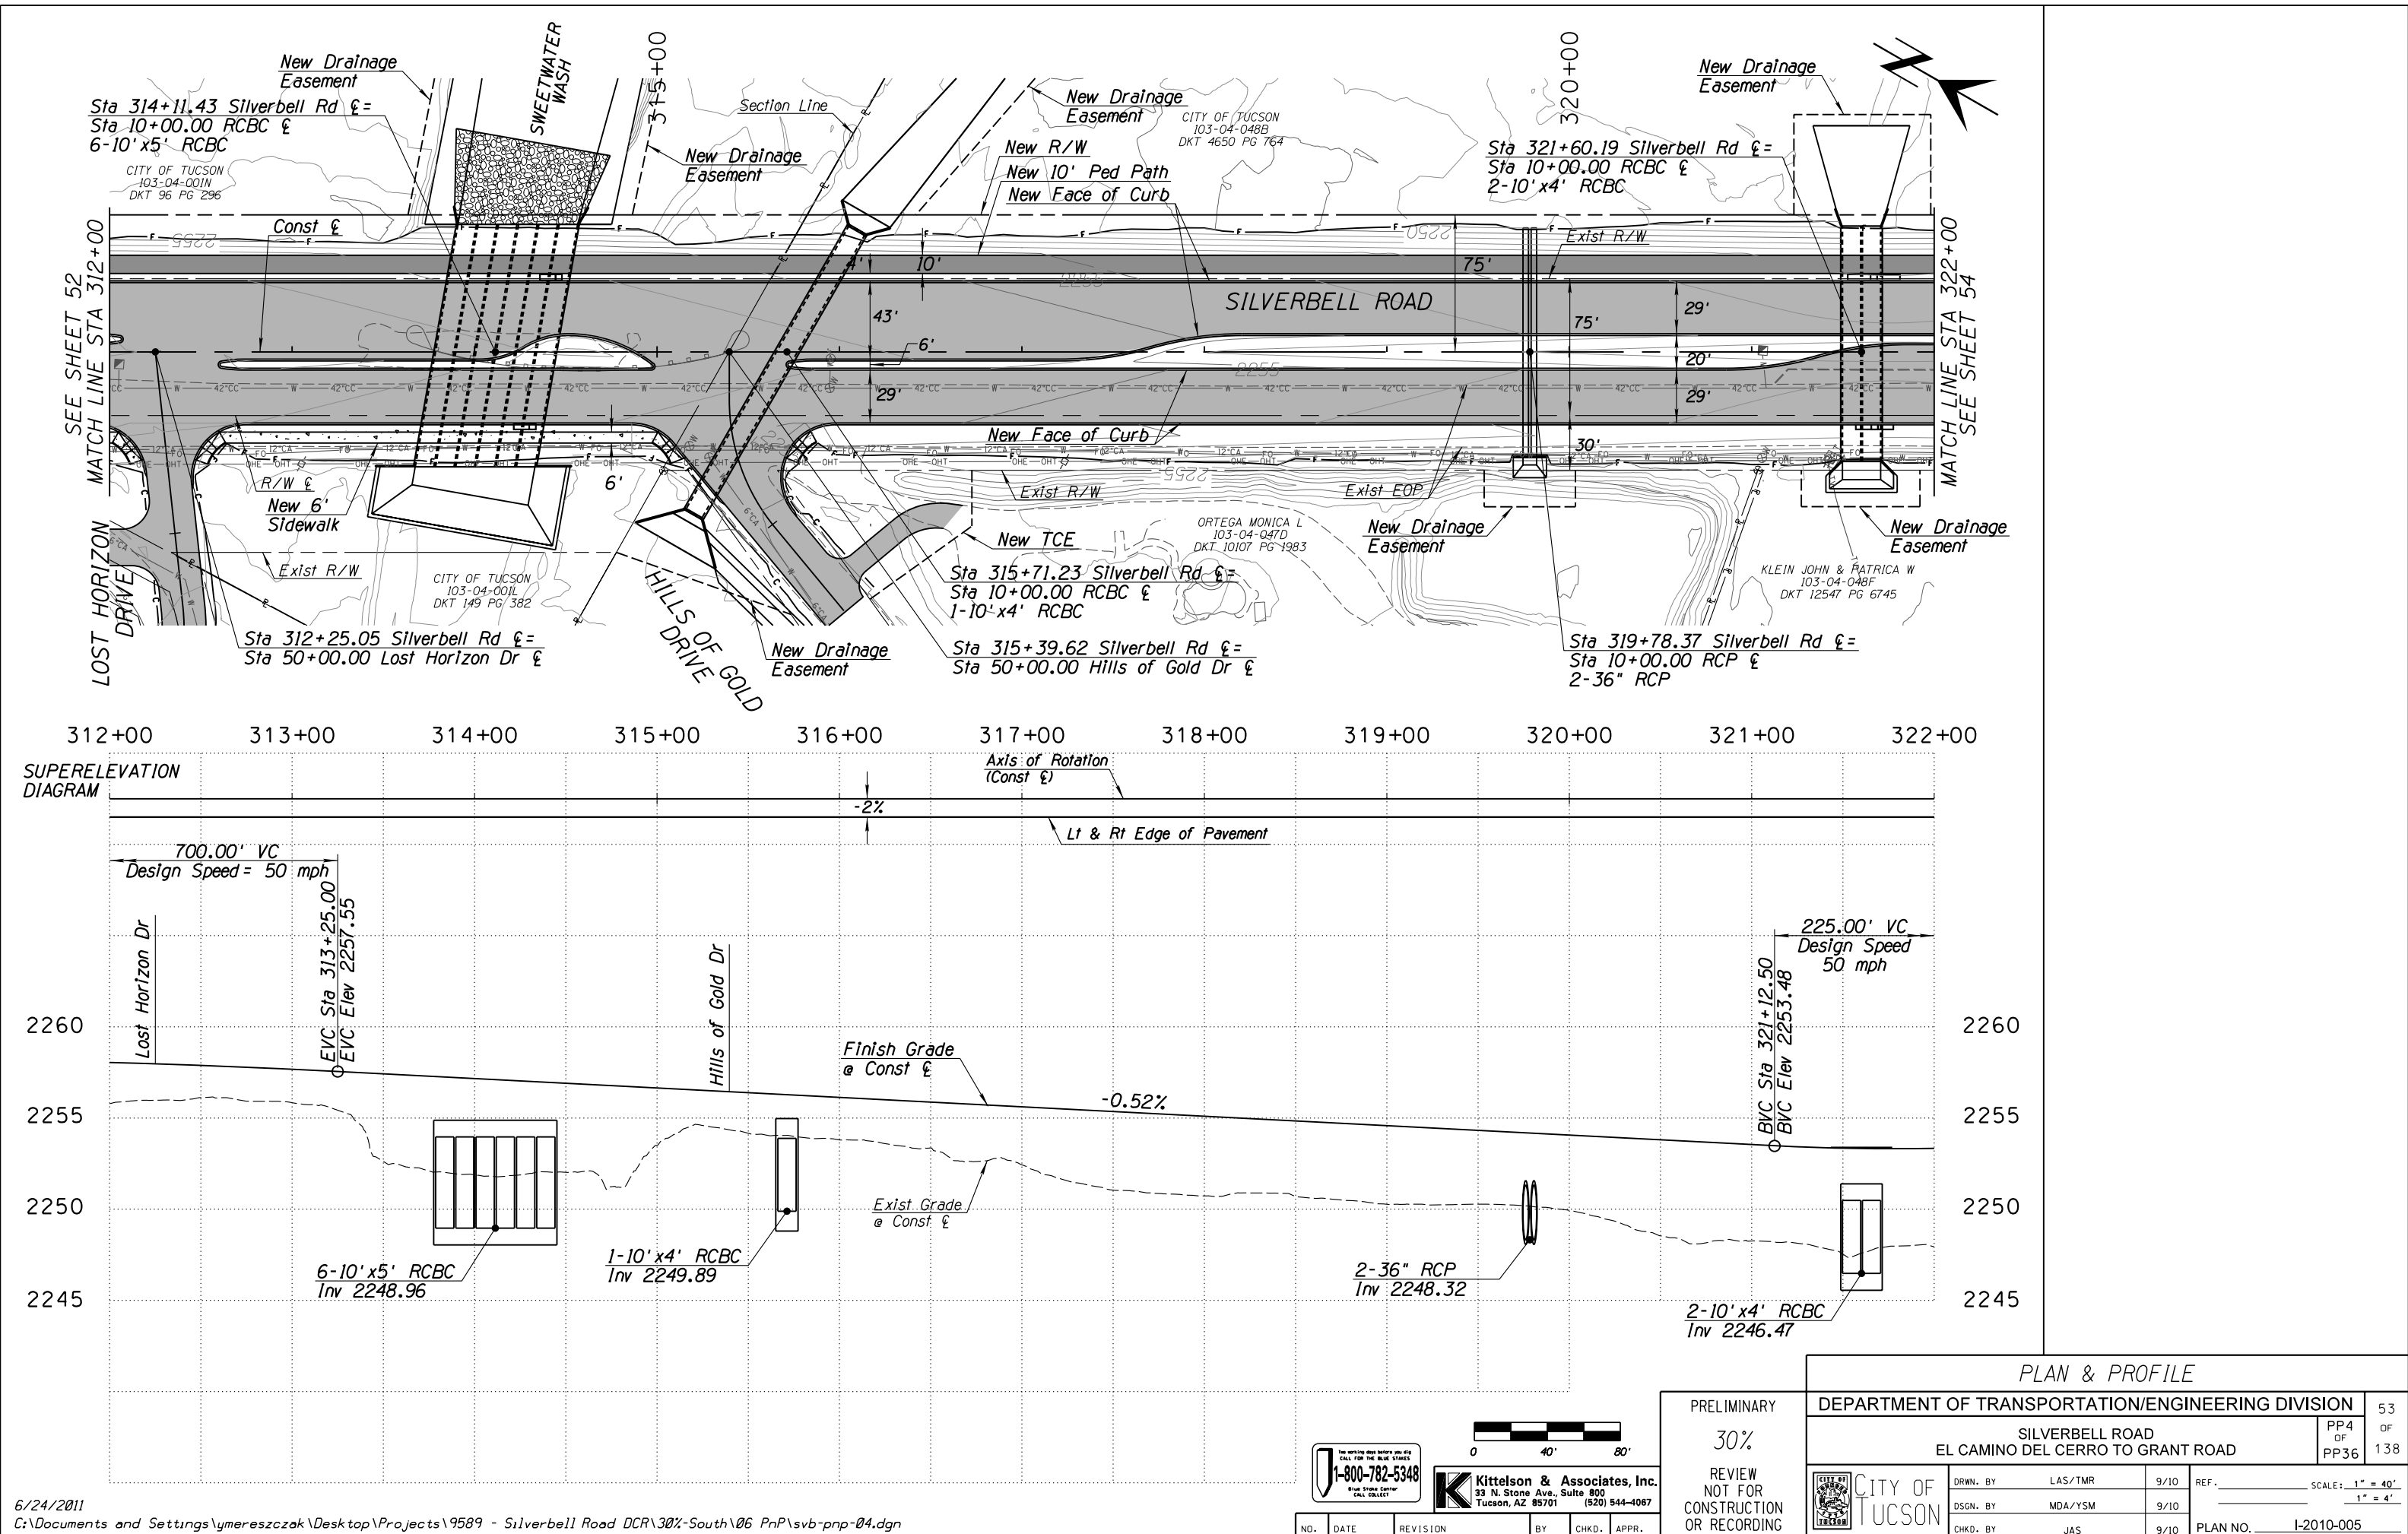 New Drainage
Easement
SWEETWATER
WASH
315+00
Sta 314+11.43 Silverbell Rd ℄=
Sta 10+00.00 RCBC ℄
6-10'x5' RCBC
CITY OF TUCSON
103-04-001N
DKT 96 PG 296
New Drainage
Easement
Section Line
New Drainage
Easement
CITY OF TUCSON
103-04-048B
DKT 4650 PG 764
New R/W
New 10' Ped Path
New Face of Curb
320+00
Sta 321+60.19 Silverbell Rd ℄=
Sta 10+00.00 RCBC ℄
2-10'x4' RCBC
New Drainage
Easement
Const ℄
2255
2250
Exist R/W
SEE SHEET 52
MATCH LINE STA 312+00
4'
10'
75'
SILVERBELL ROAD
43'
6'
29'
75'
29'
20'
29'
30'
2255
MATCH LINE STA 322+00
SEE SHEET 54
New Face of Curb
R/W ℄
New 6'
Sidewalk
6'
Exist R/W
Exist EOP
2255
Exist R/W
LOST HORIZON
DRIVE
CITY OF TUCSON
103-04-001L
DKT 149 PG 382
HILLS OF GOLD
DRIVE
New TCE
ORTEGA MONICA L
103-04-047D
DKT 10107 PG 1983
New Drainage
Easement
New Drainage
Easement
KLEIN JOHN & PATRICA W
103-04-048F
DKT 12547 PG 6745
Sta 315+71.23 Silverbell Rd ℄=
Sta 10+00.00 RCBC ℄
1-10'x4' RCBC
Sta 312+25.05 Silverbell Rd ℄=
Sta 50+00.00 Lost Horizon Dr ℄
New Drainage
Easement
Sta 315+39.62 Silverbell Rd ℄=
Sta 50+00.00 Hills of Gold Dr ℄
Sta 319+78.37 Silverbell Rd ℄=
Sta 10+00.00 RCP ℄
2-36" RCP
312+00 313+00 314+00 315+00 316+00 317+00 318+00 319+00 320+00 321+00 322+00
SUPERELEVATION
DIAGRAM
Axis of Rotation
(Const ℄)
-2%
Lt & Rt Edge of Pavement
700.00' VC
Design Speed= 50 mph
Lost Horizon Dr
EVC Sta 313+25.00
EVC Elev 2257.55
Hills of Gold Dr
225.00' VC
Design Speed
50 mph
BVC Sta 321+12.50
BVC Elev 2253.48
2260 2260
Finish Grade
@ Const ℄
-0.52%
2255 2255
2250 2250
Exist Grade
@ Const ℄
6-10'x5' RCBC
Inv 2248.96
1-10'x4' RCBC
Inv 2249.89
2-36" RCP
Inv 2248.32
2-10'x4' RCBC
Inv 2246.47
2245 2245
PLAN & PROFILE
DEPARTMENT OF TRANSPORTATION/ENGINEERING DIVISION
53
OF
138
SILVERBELL ROAD
EL CAMINO DEL CERRO TO GRANT ROAD
PP4
OF
PP36
PRELIMINARY
30%
REVIEW
NOT FOR
CONSTRUCTION
OR RECORDING
0 40' 80'
Two working days before you dig
CALL FOR THE BLUE STAKES
1-800-782-5348
Blue Stake Center
CALL COLLECT
Kittelson & Associates, Inc.
33 N. Stone Ave., Suite 800
Tucson, AZ 85701 (520) 544-4067
NO. DATE REVISION BY CHKD. APPR.
CITY OF
TUCSON
DRWN. BY LAS/TMR 9/10
DSGN. BY MDA/YSM 9/10
CHKD. BY JAS 9/10
REF. SCALE: 1" = 40'
1" = 4'
PLAN NO. I-2010-005
6/24/2011
C:\Documents and Settings\ymereszczak\Desktop\Projects\9589 - Silverbell Road DCR\30%-South\06 PnP\svb-pnp-04.dgn